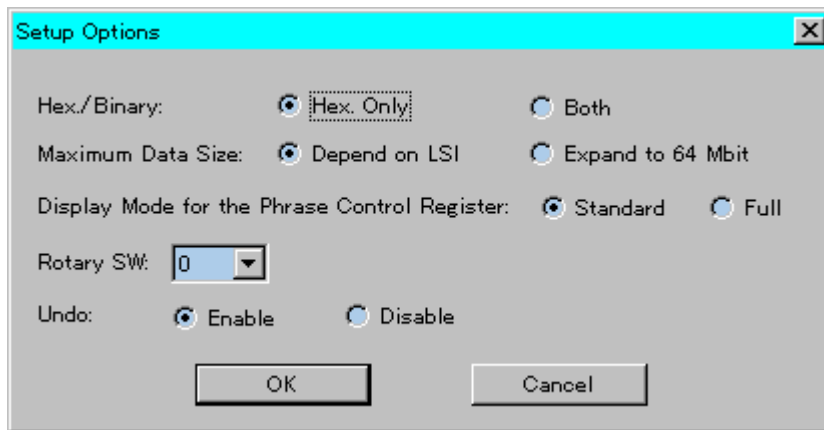 Setup Options
Hex./Binary: Hex. Only Both
Maximum Data Size: Depend on LSI Expand to 64 Mbit
Display Mode for the Phrase Control Register: Standard Full
Rotary SW: 0
Undo: Enable Disable
OK Cancel